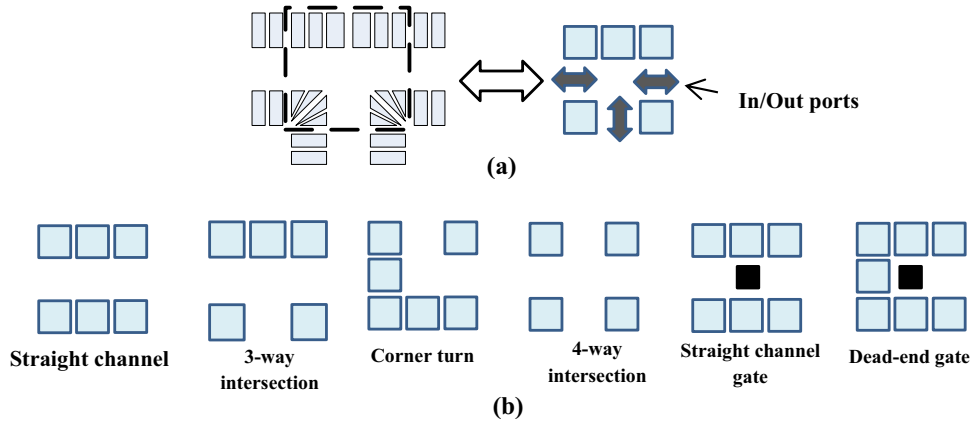 In/Out ports
(a)
Straight channel
3-way
intersection
Corner turn
4-way
intersection
Straight channel
gate
Dead-end gate
(b)